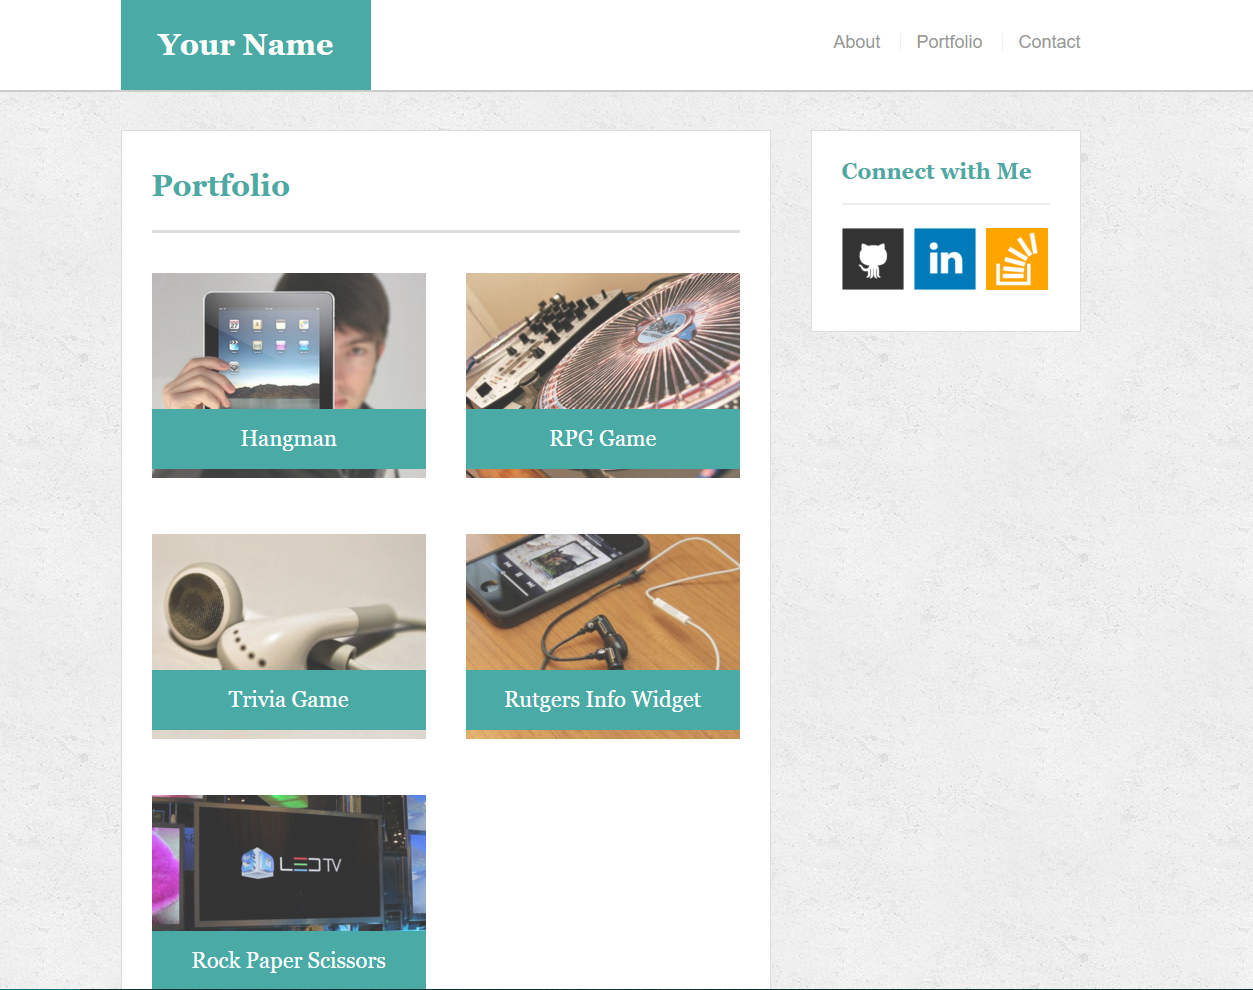 Your Name
About
Portfolio
Contact
Portfolio
Connect with Me
in
Hangman
RPG Game
Trivia Game
Rutgers Info Widget
LED TV
Rock Paper Scissors